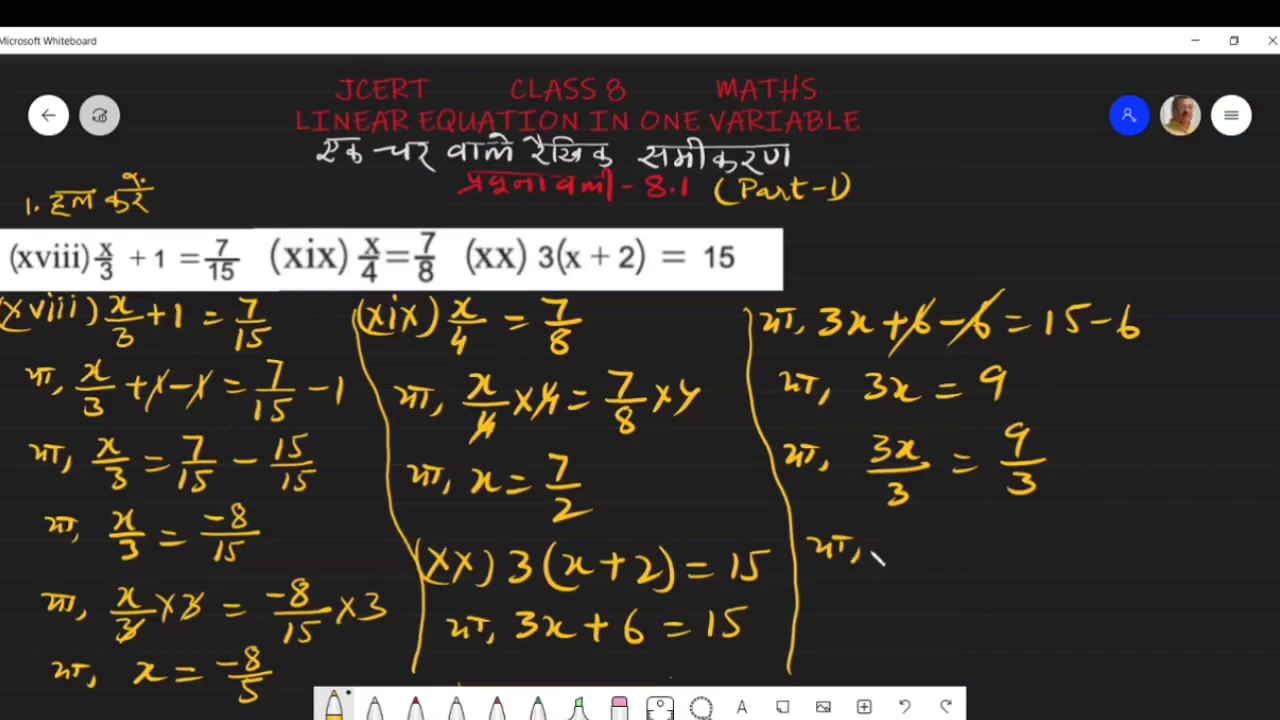 Microsoft Whiteboard
JCERT CLASS 8 MATHS
LINEAR EQUATION IN ONE VARIABLE
एक चर वाले रैखिक समीकरण
प्रश्नावली - 8.1 (Part-1)
1. हल करें
(xviii) x/3 + 1 = 7/15 (xix) x/4 = 7/8 (xx) 3(x + 2) = 15
(xviii) x/3 + 1 = 7/15
या, x/3 + 1 - 1 = 7/15 - 1
या, x/3 = 7/15 - 15/15
या, x/3 = -8/15
या, x/3 × 3 = -8/15 × 3
या, x = -8/5
(xix) x/4 = 7/8
या, x/4 × 4 = 7/8 × 4
या, x = 7/2
(xx) 3(x + 2) = 15
या, 3x + 6 = 15
या, 3x + 6 - 6 = 15 - 6
या, 3x = 9
या, 3x/3 = 9/3
या,